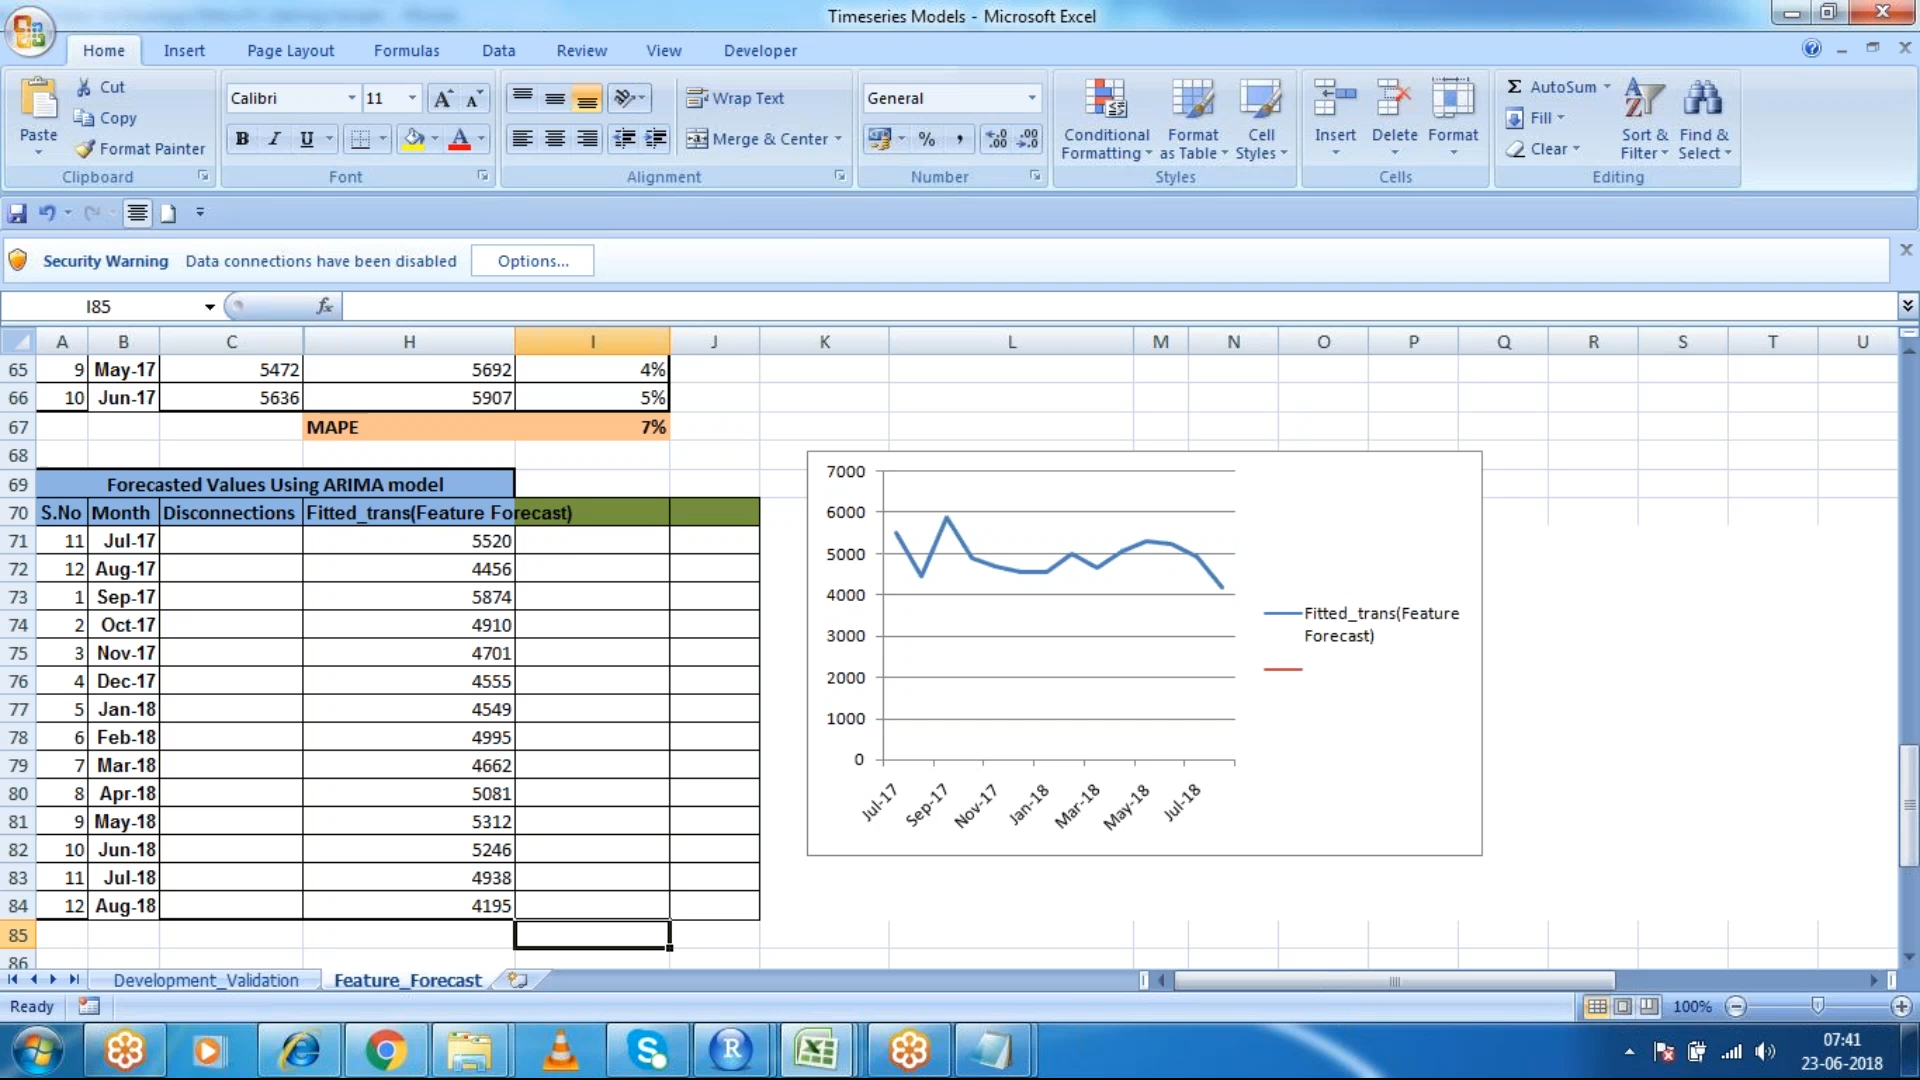 Timeseries Models - Microsoft Excel
Home Insert Page Layout Formulas Data Review View Developer
Paste Cut Copy Format Painter Clipboard
Calibri 11 A A B I U A Font
Wrap Text Merge & Center Alignment
General % , .00 .00 Number
Conditional Formatting Format as Table Cell Styles Styles
Insert Delete Format Cells
Σ AutoSum Fill Clear Sort & Filter Find & Select Editing
Security Warning Data connections have been disabled Options...
I85 fx
A B C H I J K L M N O P Q R S T U
65 9 May-17 5472 5692 4%
66 10 Jun-17 5636 5907 5%
67 MAPE 7%
68
69 Forecasted Values Using ARIMA model
70 S.No Month Disconnections Fitted_trans(Feature Forecast)
71 11 Jul-17 5520
72 12 Aug-17 4456
73 1 Sep-17 5874
74 2 Oct-17 4910
75 3 Nov-17 4701
76 4 Dec-17 4555
77 5 Jan-18 4549
78 6 Feb-18 4995
79 7 Mar-18 4662
80 8 Apr-18 5081
81 9 May-18 5312
82 10 Jun-18 5246
83 11 Jul-18 4938
84 12 Aug-18 4195
85
86
7000
6000
5000
4000
3000
2000
1000
0
Jul-17 Sep-17 Nov-17 Jan-18 Mar-18 May-18 Jul-18
Fitted_trans(Feature
Forecast)
Development_Validation Feature_Forecast
Ready 100%
07:41
23-06-2018